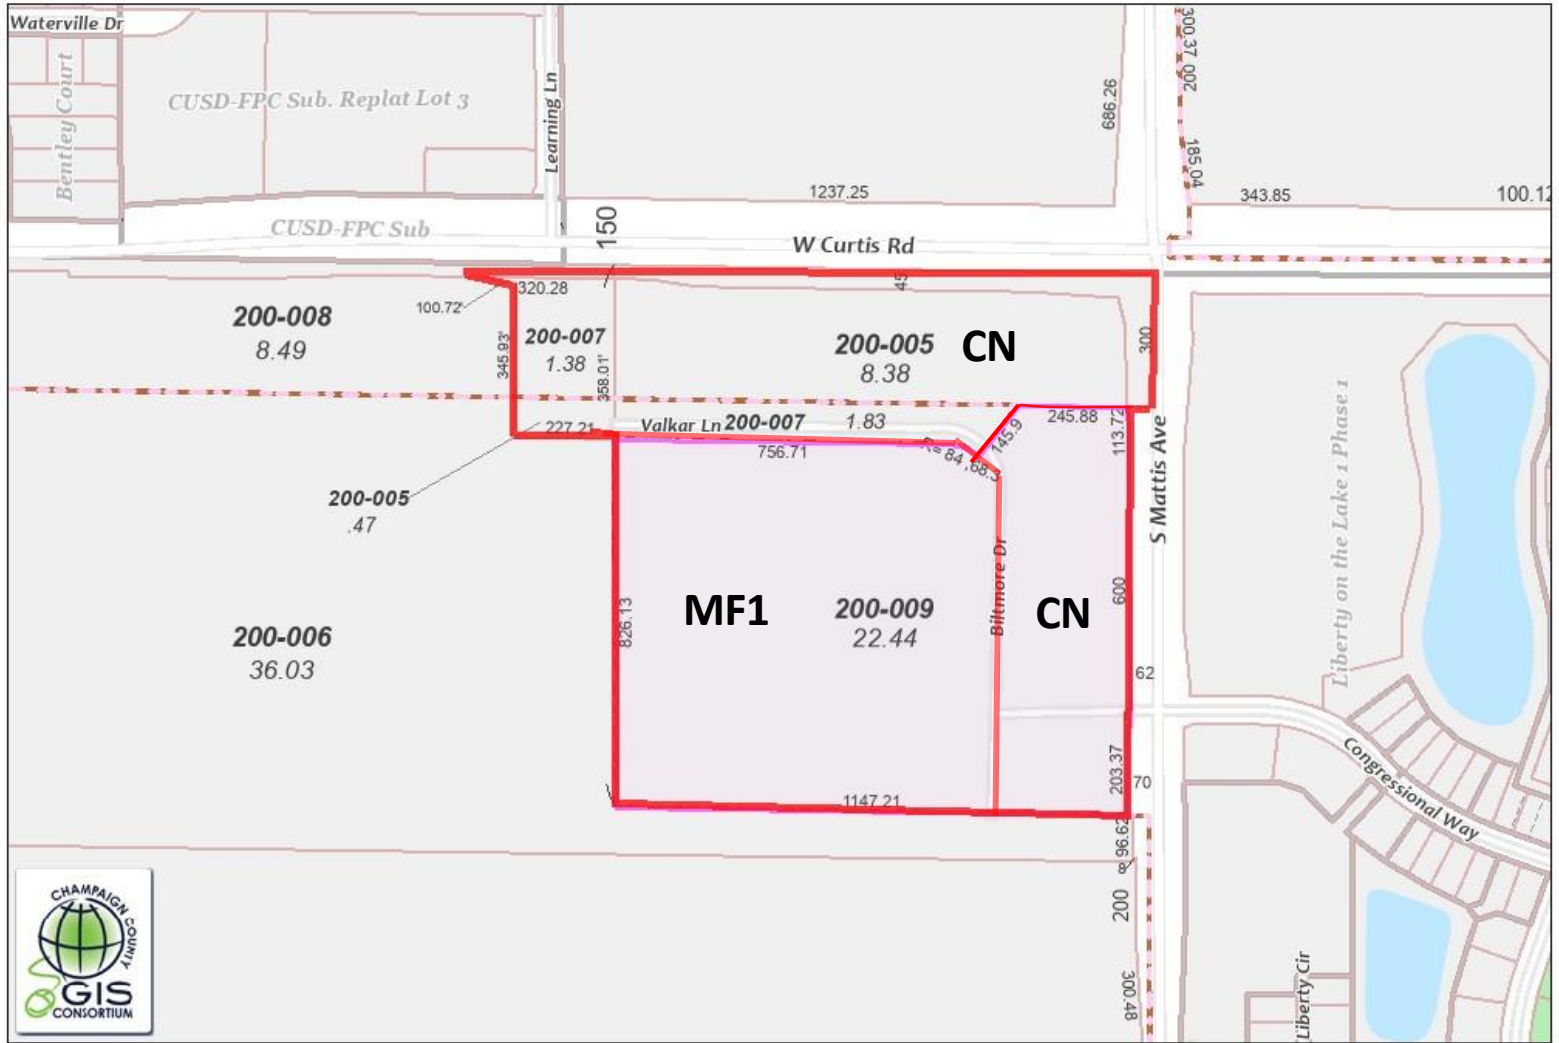 Waterville Dr
Bentley Court
CUSD-FPC Sub. Replat Lot 3
Learning Ln
686.26
300.37
002
185.04
1237.25
343.85
100.12
CUSD-FPC Sub
150
W Curtis Rd
45
320.28
100.72'
200-008
8.49
345.93'
200-007
1.38
358.01'
200-005
8.38
CN
300
227.21
Valkar Ln
200-007
1.83
756.71
R= 84
68.
145.9
245.88
113.72
S Mattis Ave
Liberty on the Lake 1 Phase 1
200-005
.47
200-006
36.03
826.13
MF1
200-009
22.44
Biltmore Dr
CN
600
62
203.37
70
1147.21
Congressional Way
96.62
8
200
300.48
Liberty Cir
CHAMPAIGN COUNTY
GIS
CONSORTIUM